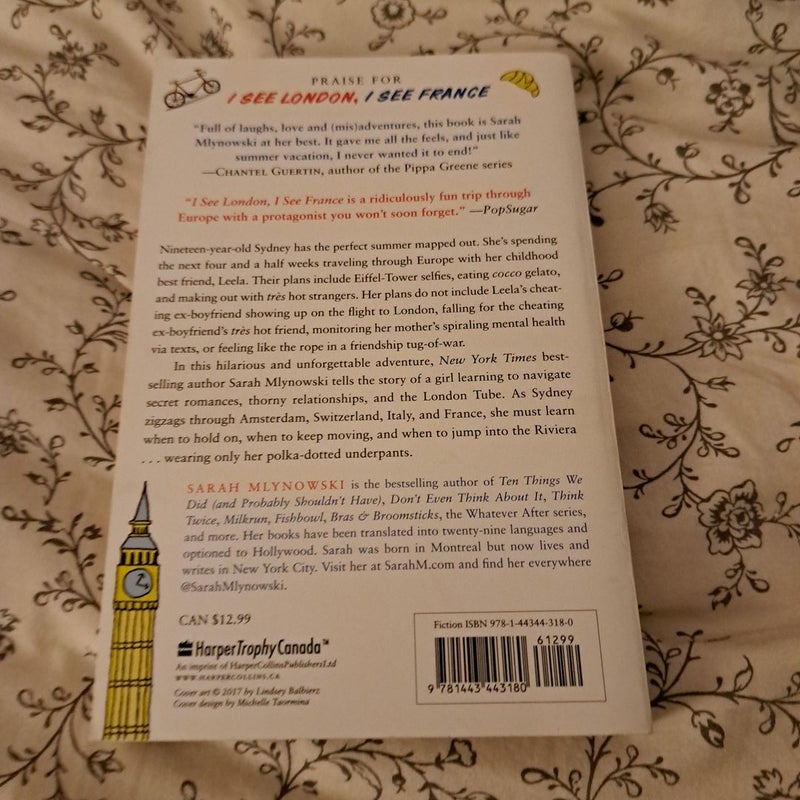 PRAISE FOR
I SEE LONDON, I SEE FRANCE
"Full of laughs, love and (mis)adventures, this book is Sarah
Mlynowski at her best. It gave me all the feels, and just like
summer vacation, I never wanted it to end!"
—CHANTEL GUERTIN, author of the Pippa Greene series
"I See London, I See France is a ridiculously fun trip through
Europe with a protagonist you won't soon forget." —PopSugar
Nineteen-year-old Sydney has the perfect summer mapped out. She's spending
the next four and a half weeks traveling through Europe with her childhood
best friend, Leela. Their plans include Eiffel-Tower selfies, eating cocco gelato,
and making out with très hot strangers. Her plans do not include Leela's cheat-
ing ex-boyfriend showing up on the flight to London, falling for the cheating
ex-boyfriend's très hot friend, monitoring her mother's spiraling mental health
via texts, or feeling like the rope in a friendship tug-of-war.
In this hilarious and unforgettable adventure, New York Times best-
selling author Sarah Mlynowski tells the story of a girl learning to navigate
secret romances, thorny relationships, and the London Tube. As Sydney
zigzags through Amsterdam, Switzerland, Italy, and France, she must learn
when to hold on, when to keep moving, and when to jump into the Riviera
. . . wearing only her polka-dotted underpants.
SARAH MLYNOWSKI is the bestselling author of Ten Things We
Did (and Probably Shouldn't Have), Don't Even Think About It, Think
Twice, Milkrun, Fishbowl, Bras & Broomsticks, the Whatever After series,
and more. Her books have been translated into twenty-nine languages and
optioned to Hollywood. Sarah was born in Montreal but now lives and
writes in New York City. Visit her at SarahM.com and find her everywhere
@SarahMlynowski.
CAN $12.99
HarperTrophyCanada™
An imprint of HarperCollinsPublishersLtd
WWW.HARPERCOLLINS.CA
Cover art © 2017 by Lindsey Balbierz
Cover design by Michelle Taormina
Fiction ISBN 978-1-44344-318-0
61299
9 781443 443180